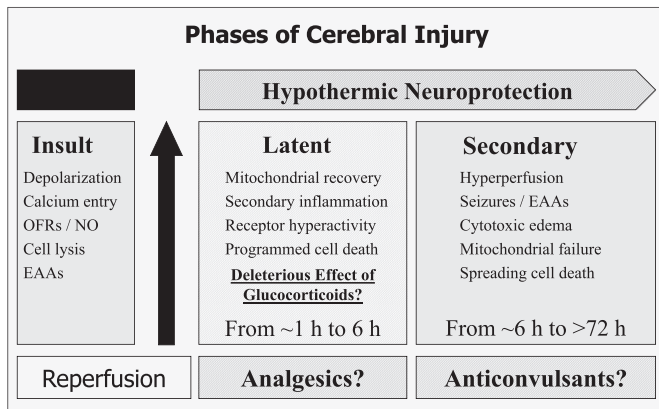 Phases of Cerebral Injury
Hypothermic Neuroprotection
Insult
Depolarization
Calcium entry
OFRs / NO
Cell lysis
EAAs
Latent
Mitochondrial recovery
Secondary inflammation
Receptor hyperactivity
Programmed cell death
Deleterious Effect of
Glucocorticoids?
From ~1 h to 6 h
Secondary
Hyperperfusion
Seizures / EAAs
Cytotoxic edema
Mitochondrial failure
Spreading cell death
From ~6 h to >72 h
Reperfusion
Analgesics?
Anticonvulsants?